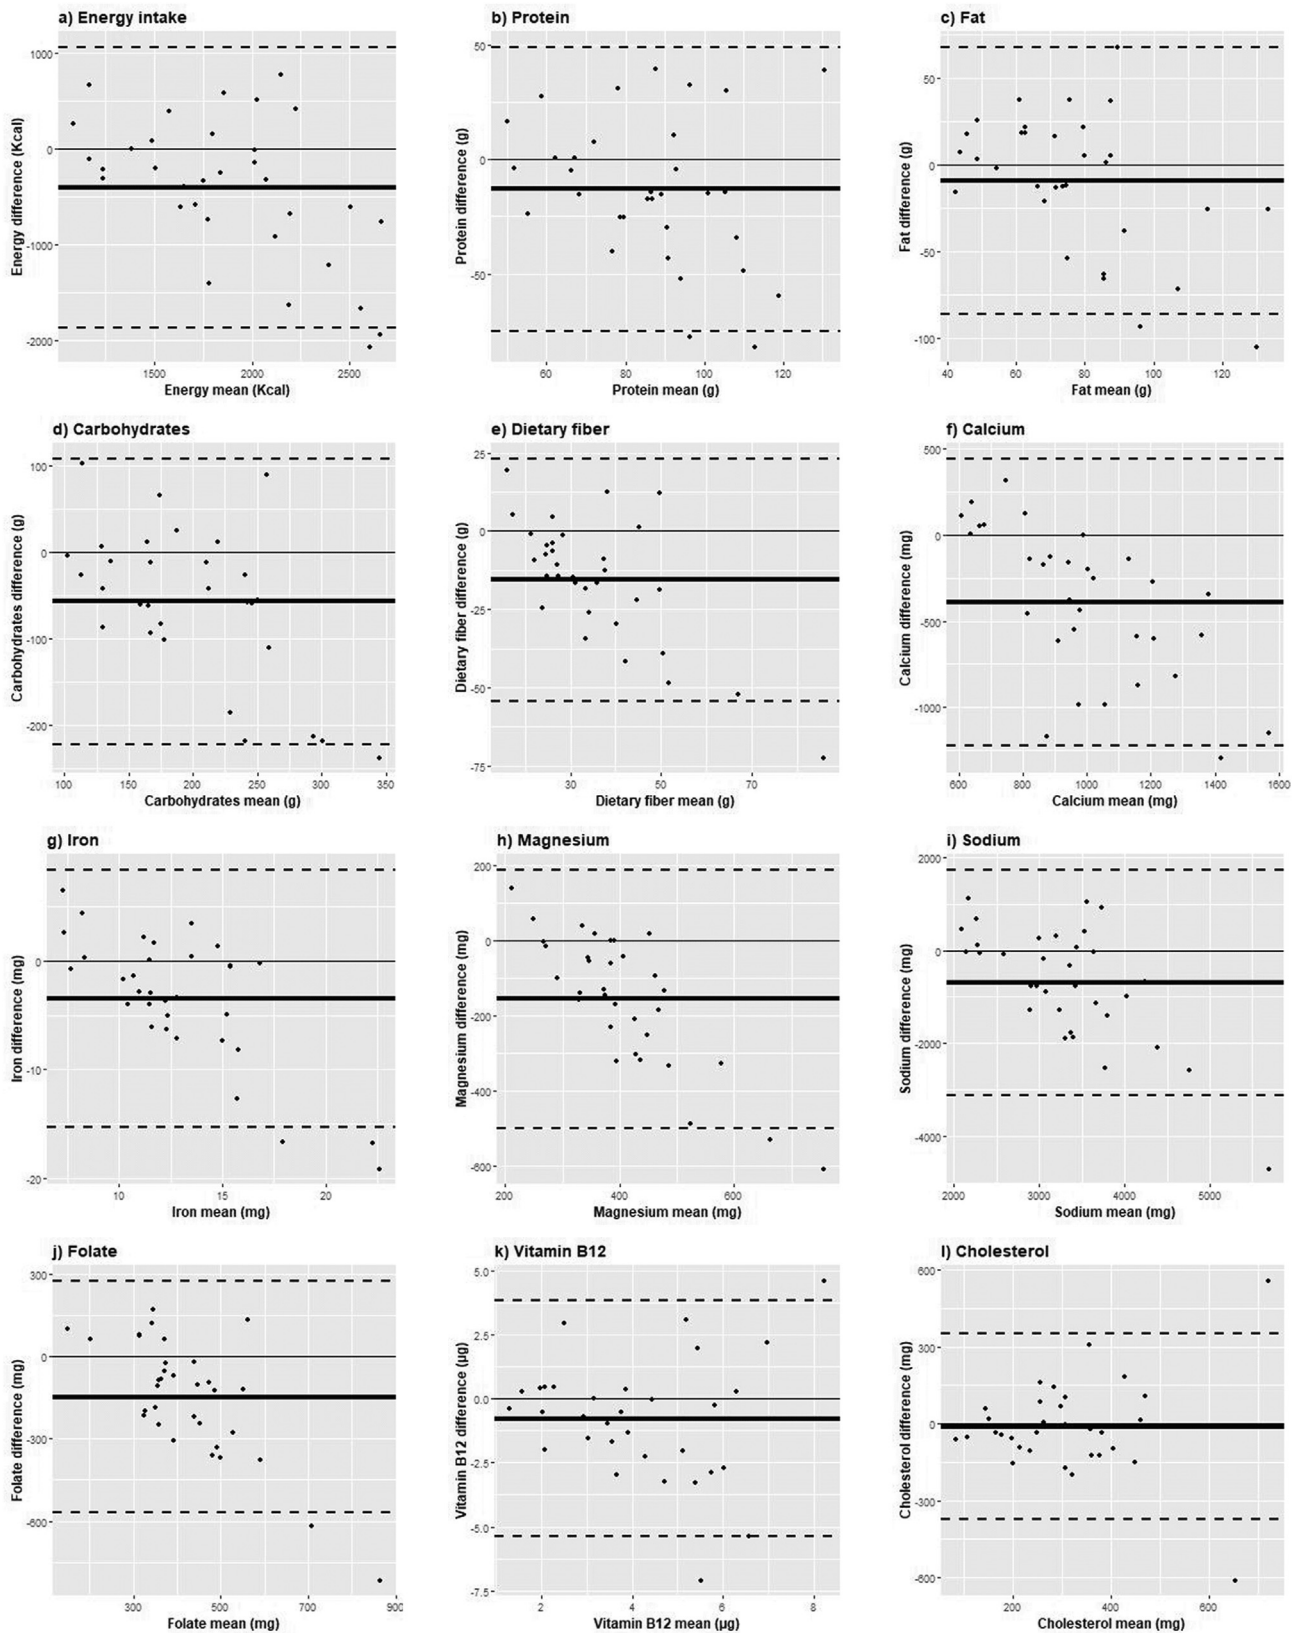 a) Energy intake
1000
0
-1000
-2000
Energy difference (Kcal)
1500 2000 2500
Energy mean (Kcal)
b) Protein
50
0
-50
Protein difference (g)
60 80 100 120
Protein mean (g)
c) Fat
50
0
-50
-100
Fat difference (g)
40 60 80 100 120
Fat mean (g)
d) Carbohydrates
100
0
-100
-200
Carbohydrates difference (g)
100 150 200 250 300 350
Carbohydrates mean (g)
e) Dietary fiber
25
0
-25
-50
-75
Dietary fiber difference (g)
30 50 70
Dietary fiber mean (g)
f) Calcium
500
0
-500
-1000
Calcium difference (mg)
600 800 1000 1200 1400 1600
Calcium mean (mg)
g) Iron
0
-10
-20
Iron difference (mg)
10 15 20
Iron mean (mg)
h) Magnesium
200
0
-200
-400
-600
Magnesium difference (mg)
200 400 600
Magnesium mean (mg)
i) Sodium
2000
0
-2000
-4000
Sodium difference (mg)
2000 3000 4000 5000
Sodium mean (mg)
j) Folate
300
0
-300
-600
Folate difference (mg)
300 500 700 900
Folate mean (mg)
k) Vitamin B12
5.0
2.5
0.0
-2.5
-5.0
-7.5
Vitamin B12 difference (µg)
2 4 6 8
Vitamin B12 mean (µg)
l) Cholesterol
600
300
0
-300
-600
Cholesterol difference (mg)
200 400 600
Cholesterol mean (mg)